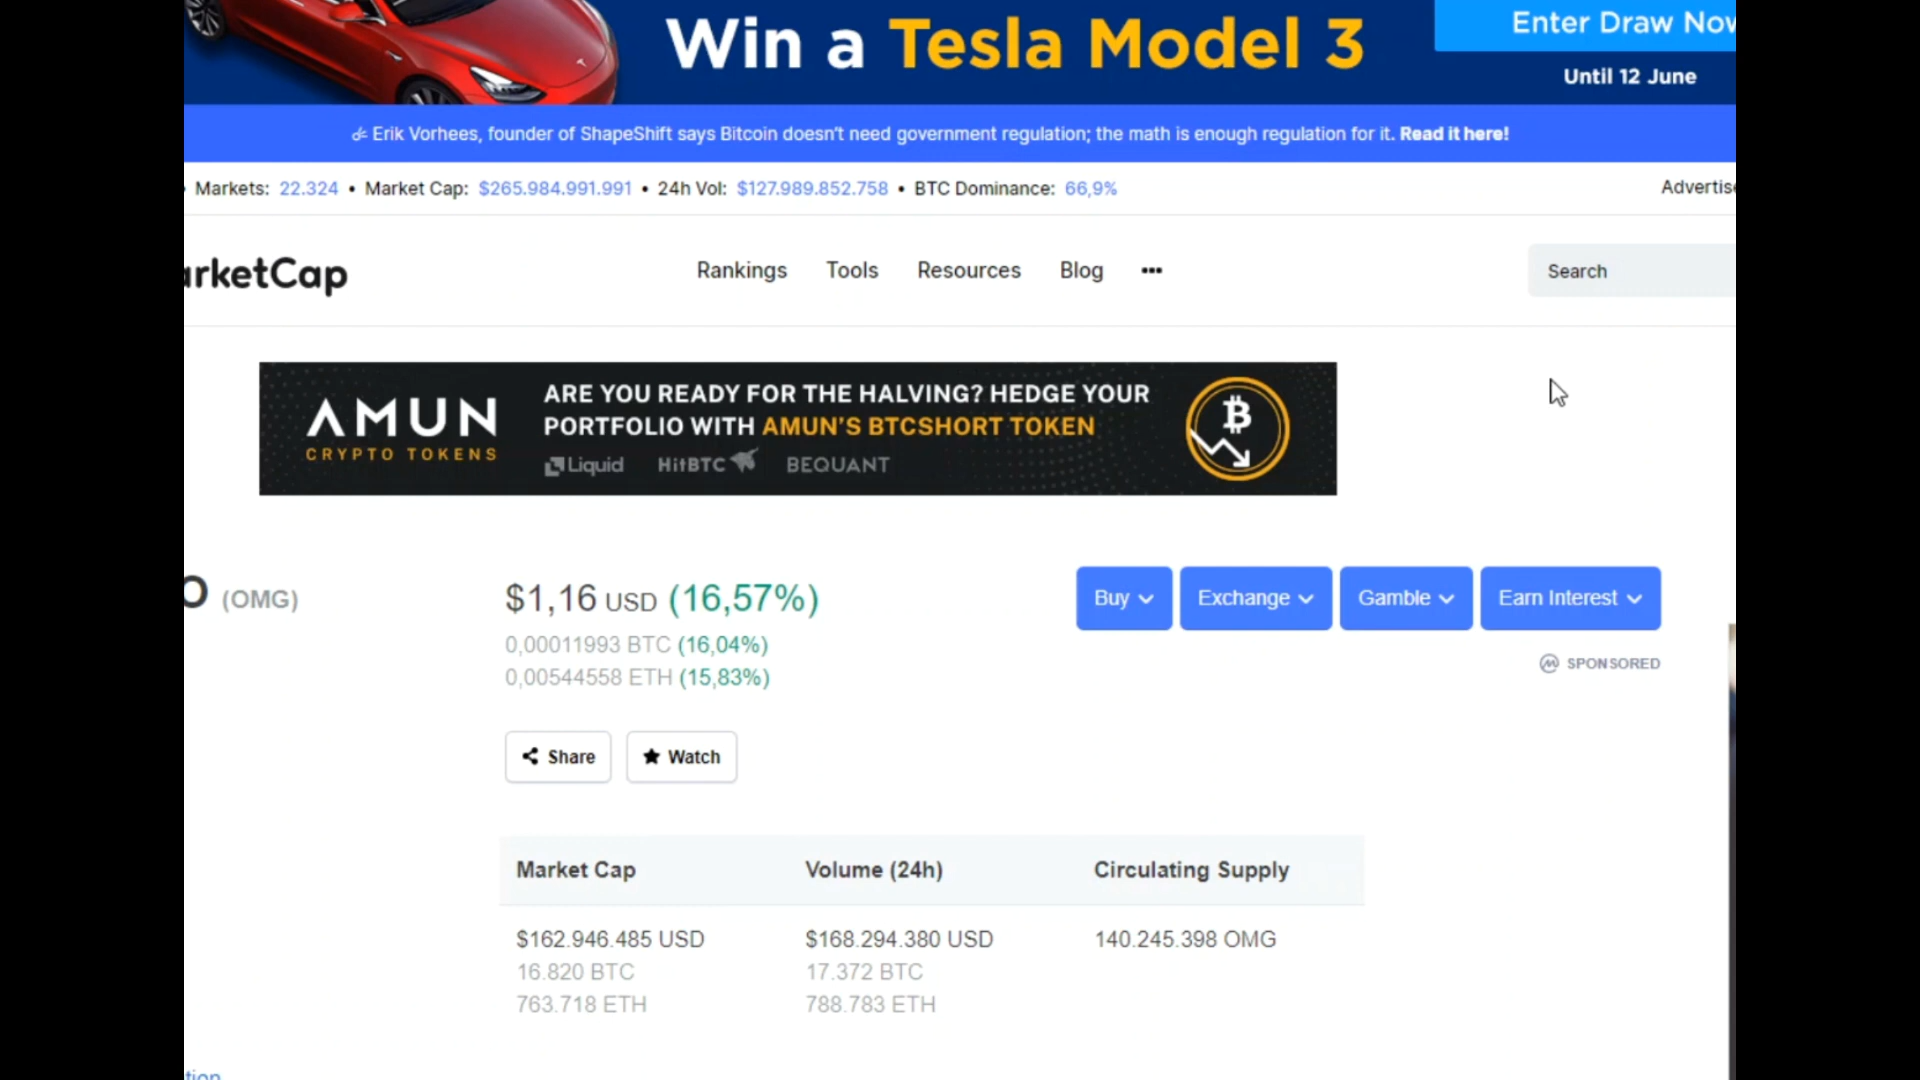 Win a Tesla Model 3
Enter Draw Now
Until 12 June
Erik Vorhees, founder of ShapeShift says Bitcoin doesn't need government regulation; the math is enough regulation for it. Read it here!
• Markets: 22.324 • Market Cap: $265.984.991.991 • 24h Vol: $127.989.852.758 • BTC Dominance: 66,9%
Advertise
arketCap
Rankings Tools Resources Blog •••
Search
AMUN
CRYPTO TOKENS
ARE YOU READY FOR THE HALVING? HEDGE YOUR
PORTFOLIO WITH AMUN'S BTCSHORT TOKEN
Liquid HitBTC BEQUANT
O (OMG)
$1,16 USD (16,57%)
0,00011993 BTC (16,04%)
0,00544558 ETH (15,83%)
Buy Exchange Gamble Earn Interest
SPONSORED
Share Watch
Market Cap Volume (24h) Circulating Supply
$162.946.485 USD $168.294.380 USD 140.245.398 OMG
16.820 BTC 17.372 BTC
763.718 ETH 788.783 ETH